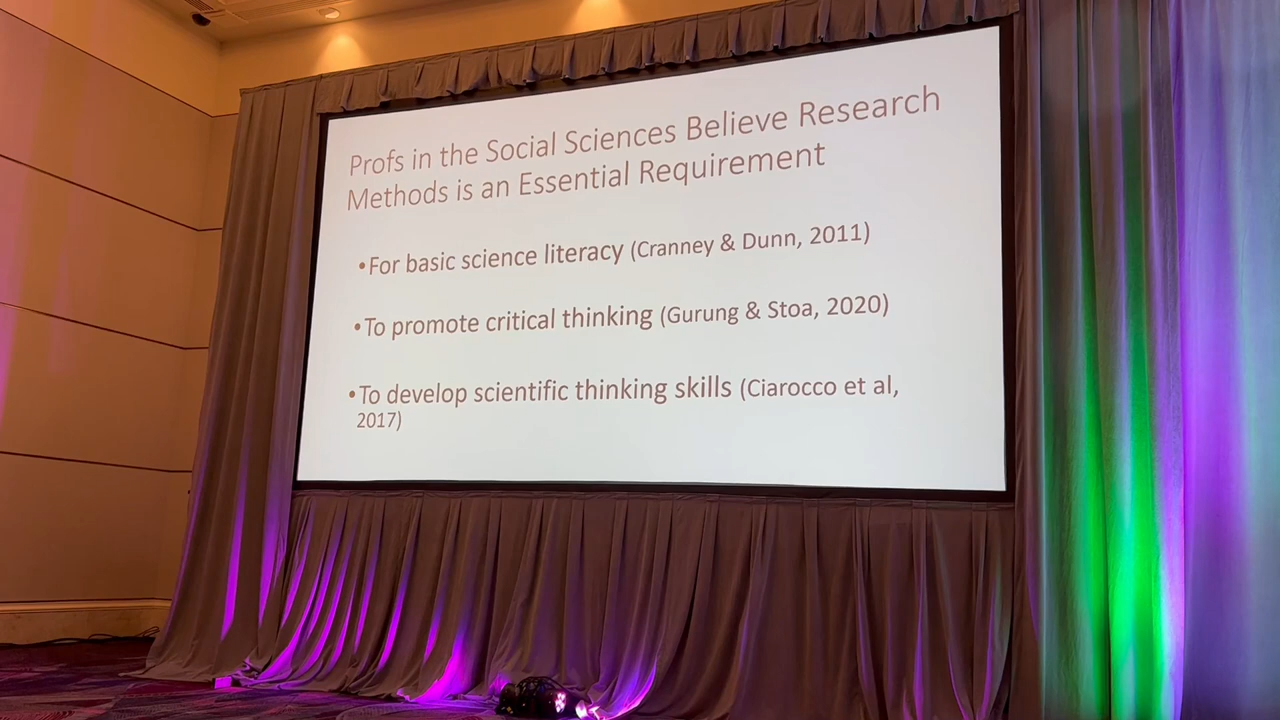 Profs in the Social Sciences Believe Research
Methods is an Essential Requirement
•For basic science literacy (Cranney & Dunn, 2011)
•To promote critical thinking (Gurung & Stoa, 2020)
•To develop scientific thinking skills (Ciarocco et al,
2017)